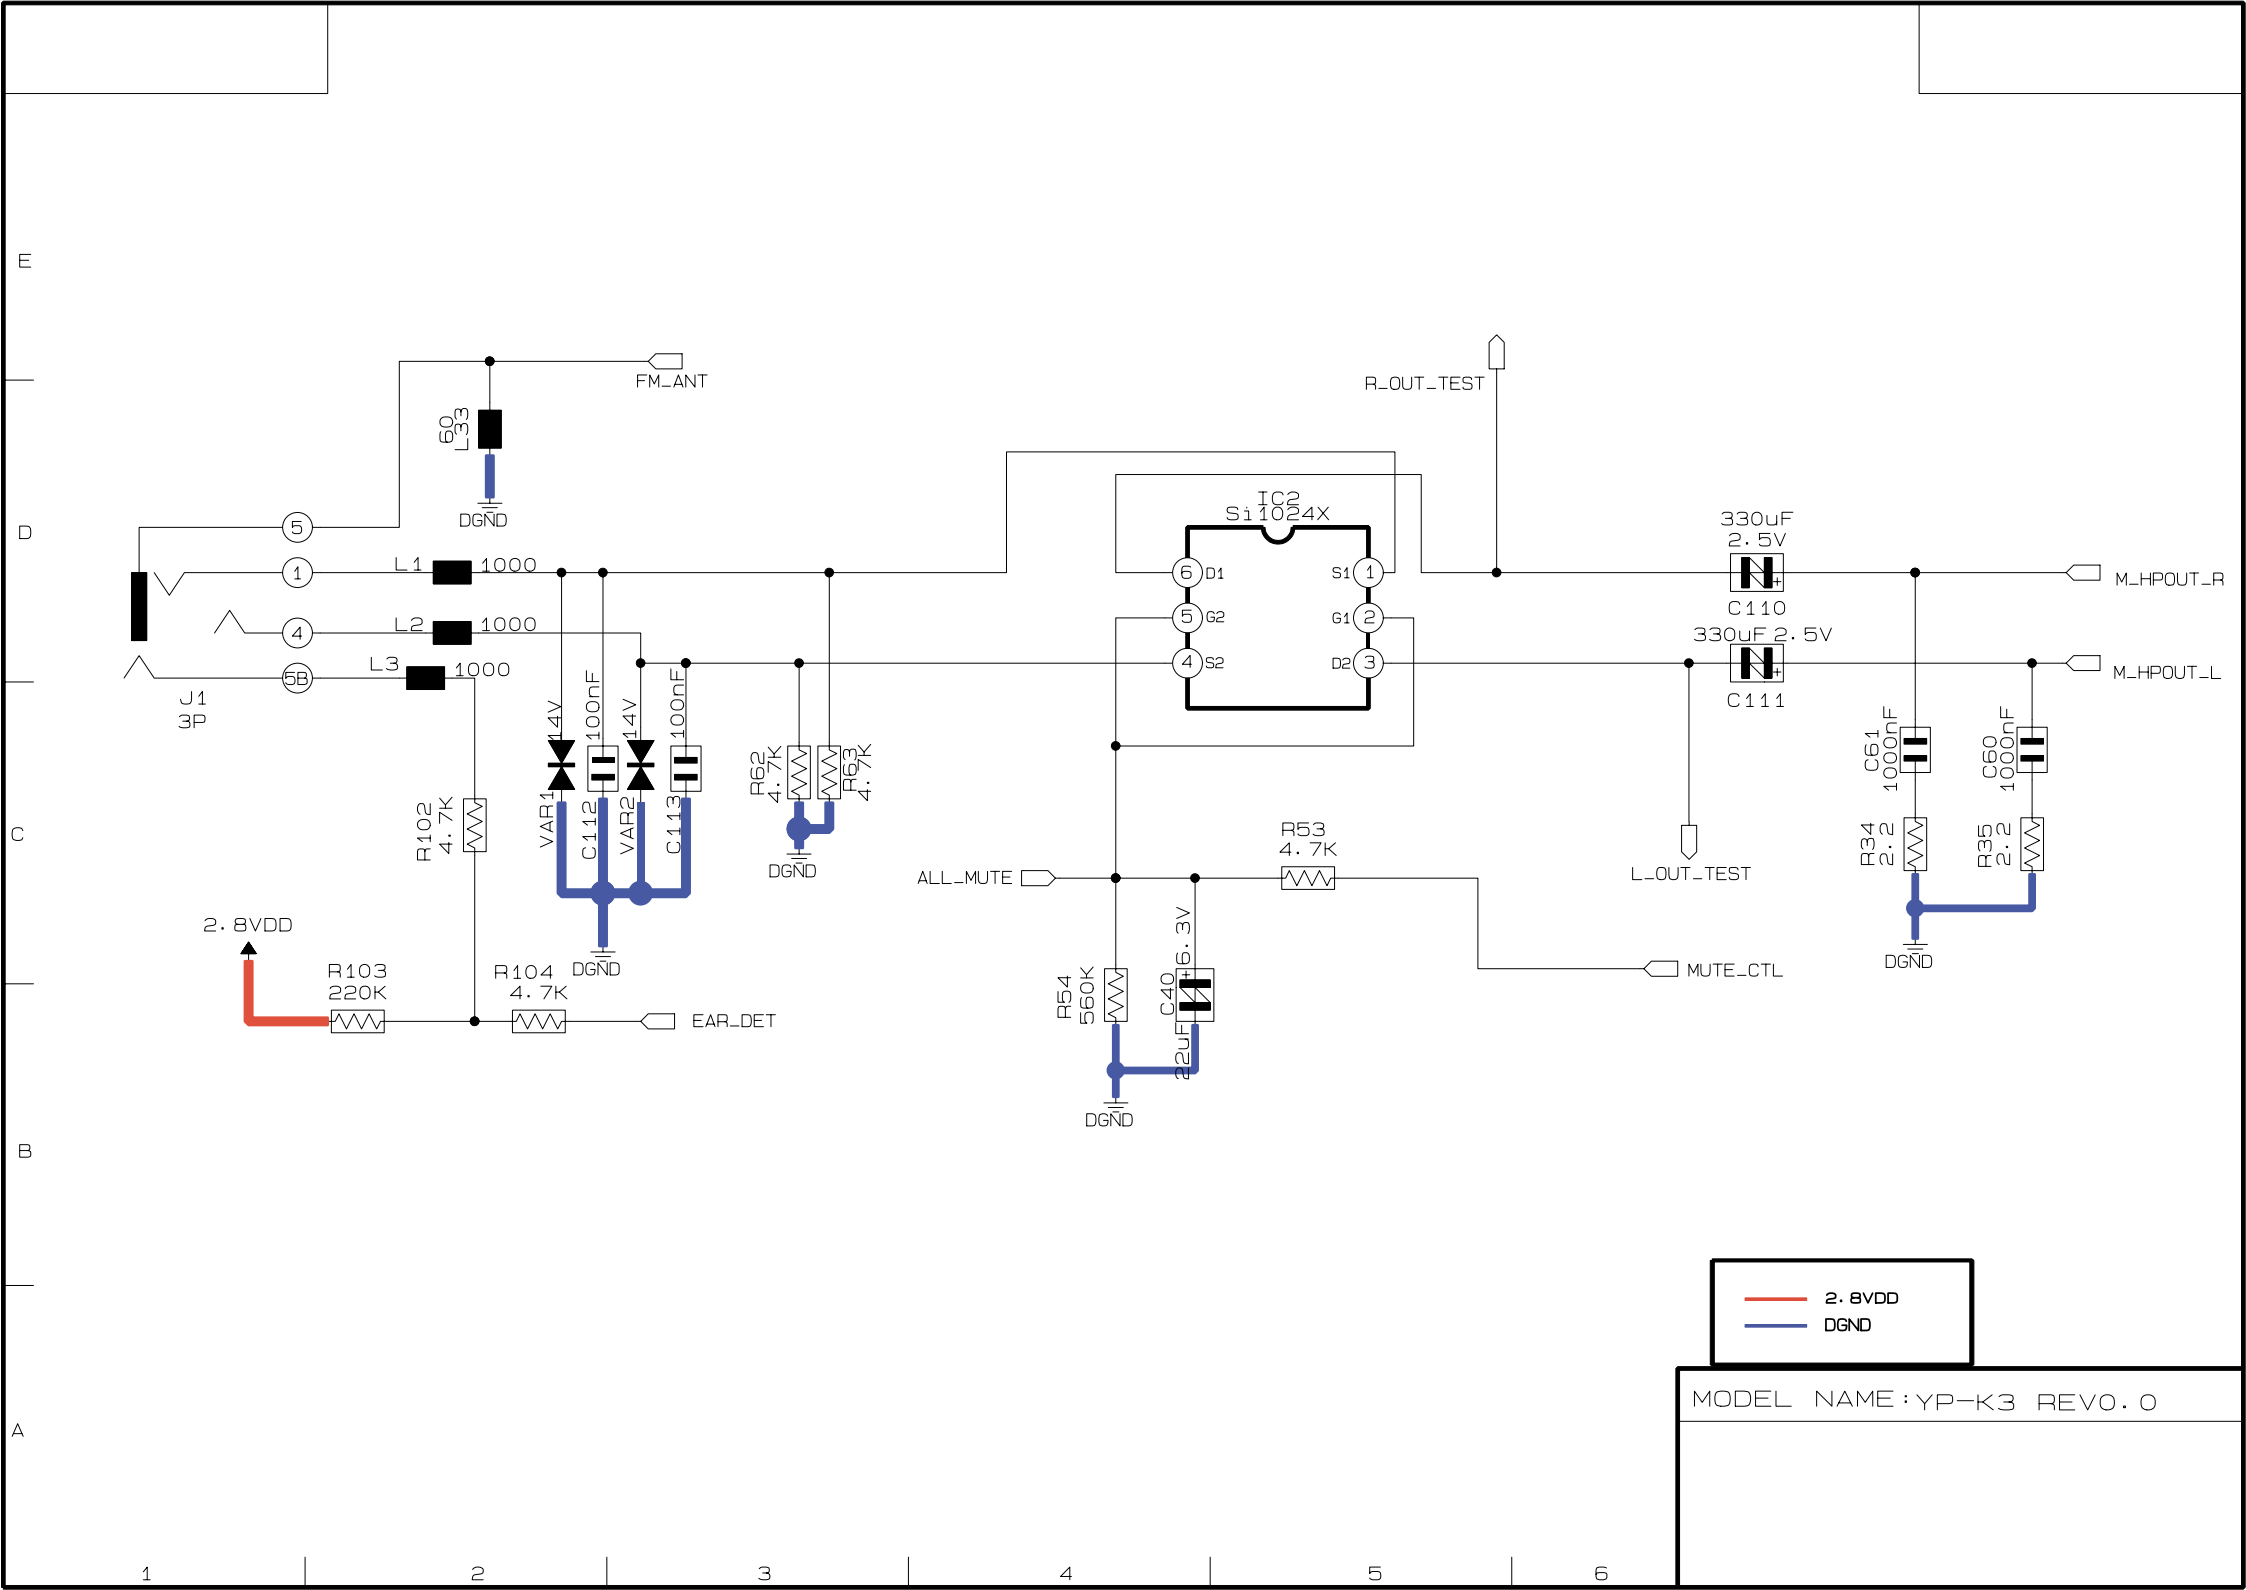 E
FM_ANT
R_OUT_TEST
60
L33
DGND
IC2
Si1024X
330uF
2.5V
D
5
L1
1000
1
6
D1
S1
1
M_HPOUT_R
C110
5
G2
G1
2
L2
1000
4
330uF 2.5V
4
S2
D2
3
M_HPOUT_L
L3
1000
5B
C111
J1
3P
14V
100nF
14V
100nF
R62
4.7K
R63
4.7K
C61
1000nF
C60
1000nF
R102
4.7K
VAR1
C112
VAR2
C113
C
R53
4.7K
R34
2.2
R35
2.2
DGND
ALL_MUTE
L_OUT_TEST
2.8VDD
6.3V
DGND
DGND
R103
220K
R104
4.7K
MUTE_CTL
R54
560K
C40
22uF
EAR_DET
DGND
B
2.8VDD
DGND
MODEL NAME:YP-K3 REV0.0
A
1
2
3
4
5
6